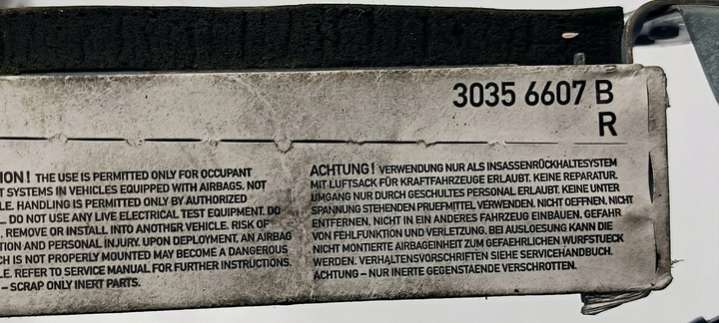 3035 6607 B
R
ION! THE USE IS PERMITTED ONLY FOR OCCUPANT
T SYSTEMS IN VEHICLES EQUIPPED WITH AIRBAGS. NOT
LE. HANDLING IS PERMITTED ONLY BY AUTHORIZED
L. DO NOT USE ANY LIVE ELECTRICAL TEST EQUIPMENT. DO
, REMOVE OR INSTALL INTO ANOTHER VEHICLE. RISK OF
TION AND PERSONAL INJURY. UPON DEPLOYMENT, AN AIRBAG
CH IS NOT PROPERLY MOUNTED MAY BECOME A DANGEROUS
LE. REFER TO SERVICE MANUAL FOR FURTHER INSTRUCTIONS.
– SCRAP ONLY INERT PARTS.
ACHTUNG! VERWENDUNG NUR ALS INSASSENRÜCKHALTESYSTEM
MIT LUFTSACK FÜR KRAFTFAHRZEUGE ERLAUBT. KEINE REPARATUR.
UMGANG NUR DURCH GESCHULTES PERSONAL ERLAUBT. KEINE UNTER
SPANNUNG STEHENDEN PRUEFMITTEL VERWENDEN. NICHT OEFFNEN, NICHT
ENTFERNEN, NICHT IN EIN ANDERES FAHRZEUG EINBAUEN. GEFAHR
VON FEHLFUNKTION UND VERLETZUNG. BEI AUSLOESUNG KANN DIE
NICHT MONTIERTE AIRBAGEINHEIT ZUM GEFAEHRLICHEN WURFSTUECK
WERDEN. VERHALTENSVORSCHRIFTEN SIEHE SERVICEHANDBUCH.
ACHTUNG – NUR INERTE GEGENSTAENDE VERSCHROTTEN.